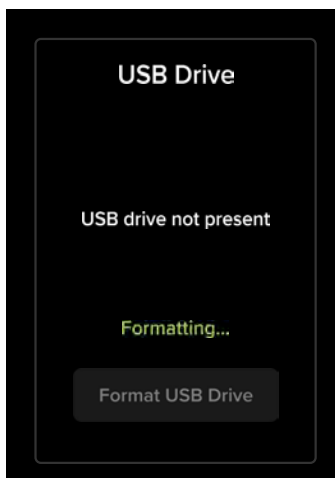 USB Drive
USB drive not present
Formatting...
Format USB Drive